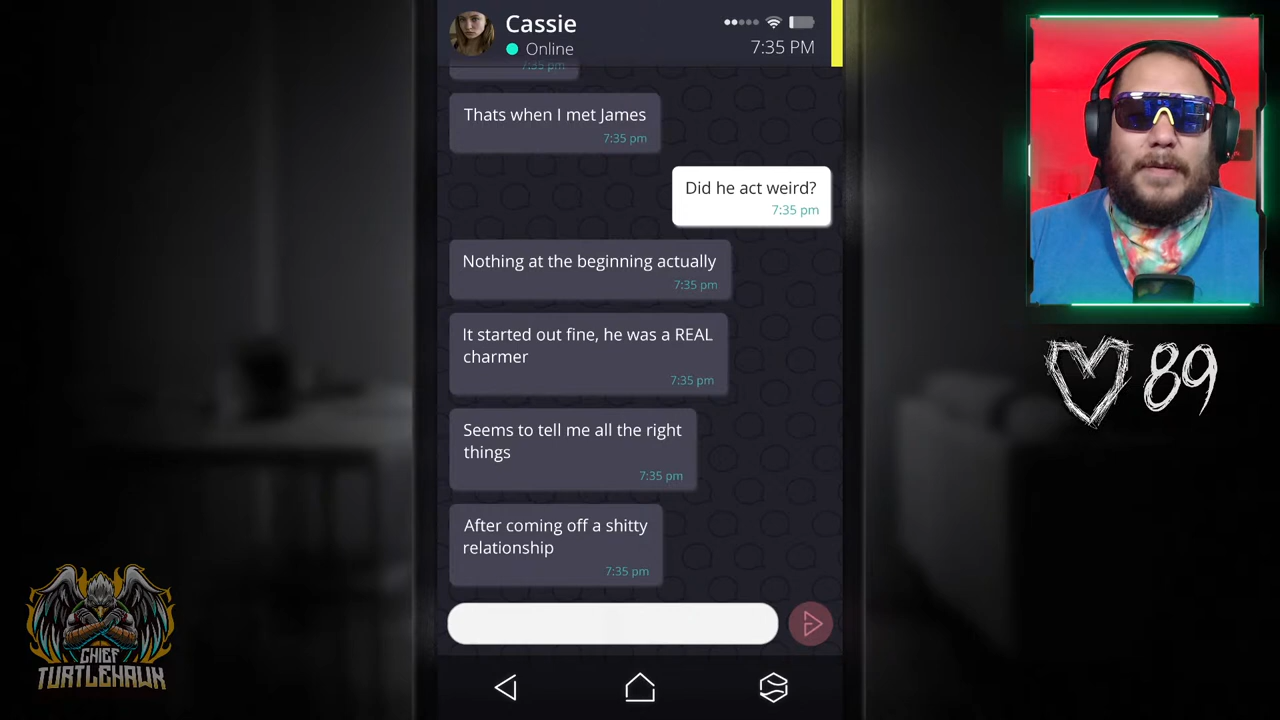 Cassie
Online
7:35 PM
7:35 pm
Thats when I met James
7:35 pm
Did he act weird?
7:35 pm
Nothing at the beginning actually
7:35 pm
It started out fine, he was a REAL
charmer
7:35 pm
Seems to tell me all the right
things
7:35 pm
After coming off a shitty
relationship
7:35 pm
89
CHIEF
TURTLEHAWK